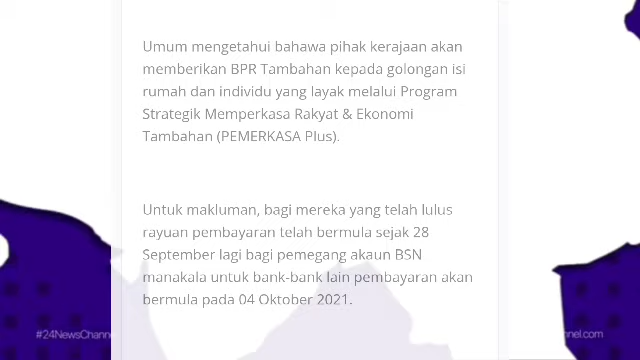 Umum mengetahui bahawa pihak kerajaan akan
memberikan BPR Tambahan kepada golongan isi
rumah dan individu yang layak melalui Program
Strategik Memperkasa Rakyat & Ekonomi
Tambahan (PEMERKASA Plus).
Untuk makluman, bagi mereka yang telah lulus
rayuan pembayaran telah bermula sejak 28
September lagi bagi pemegang akaun BSN
manakala untuk bank-bank lain pembayaran akan
bermula pada 04 Oktober 2021.
#24NewsChanne
nel.com